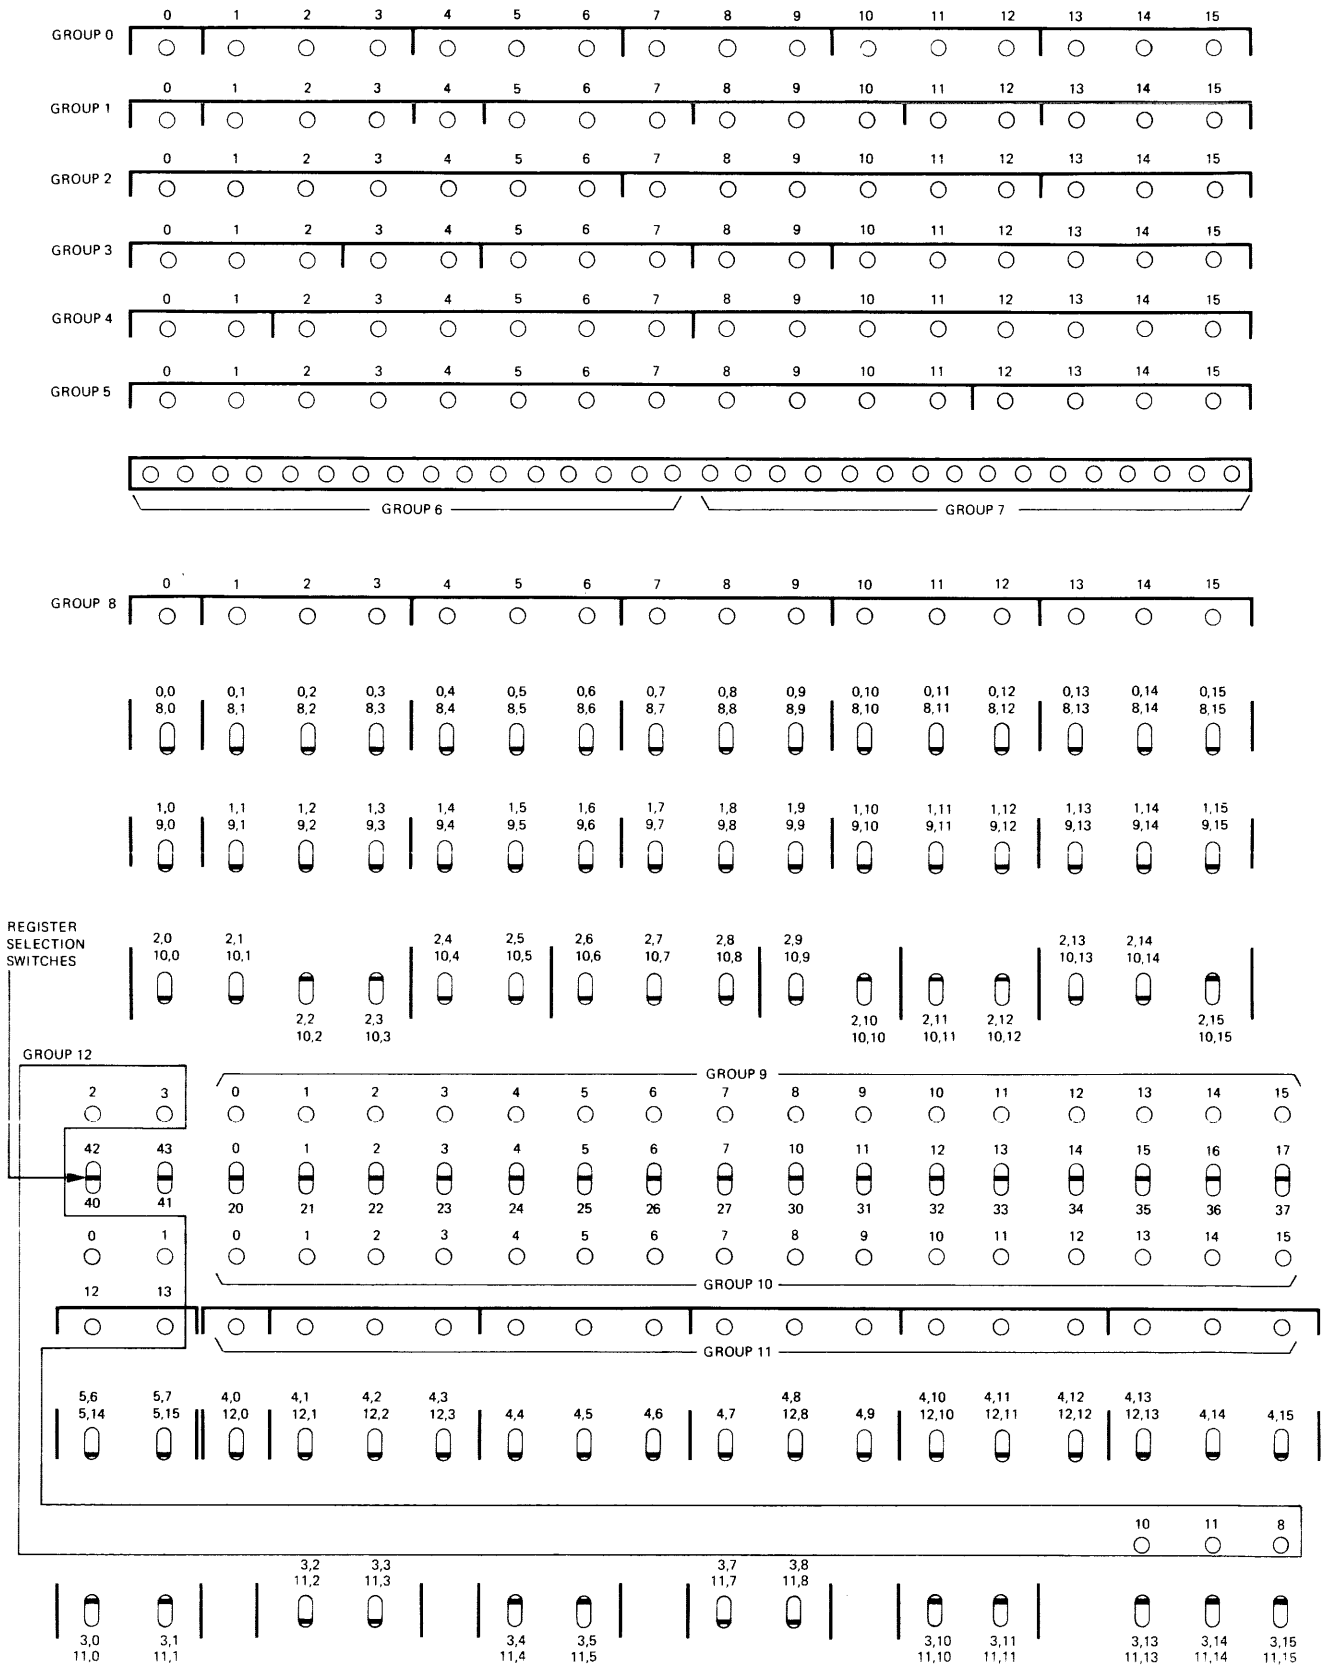 0 1 2 3 4 5 6 7 8 9 10 11 12 13 14 15
GROUP 0
0 1 2 3 4 5 6 7 8 9 10 11 12 13 14 15
GROUP 1
0 1 2 3 4 5 6 7 8 9 10 11 12 13 14 15
GROUP 2
0 1 2 3 4 5 6 7 8 9 10 11 12 13 14 15
GROUP 3
0 1 2 3 4 5 6 7 8 9 10 11 12 13 14 15
GROUP 4
0 1 2 3 4 5 6 7 8 9 10 11 12 13 14 15
GROUP 5
GROUP 6 GROUP 7
0 1 2 3 4 5 6 7 8 9 10 11 12 13 14 15
GROUP 8
0,0 0,1 0,2 0,3 0,4 0,5 0,6 0,7 0,8 0,9 0,10 0,11 0,12 0,13 0,14 0,15
8,0 8,1 8,2 8,3 8,4 8,5 8,6 8,7 8,8 8,9 8,10 8,11 8,12 8,13 8,14 8,15
1,0 1,1 1,2 1,3 1,4 1,5 1,6 1,7 1,8 1,9 1,10 1,11 1,12 1,13 1,14 1,15
9,0 9,1 9,2 9,3 9,4 9,5 9,6 9,7 9,8 9,9 9,10 9,11 9,12 9,13 9,14 9,15
REGISTER
SELECTION
SWITCHES
2,0 2,1 2,4 2,5 2,6 2,7 2,8 2,9 2,13 2,14
10,0 10,1 10,4 10,5 10,6 10,7 10,8 10,9 10,13 10,14
2,2 2,3 2,10 2,11 2,12 2,15
10,2 10,3 10,10 10,11 10,12 10,15
GROUP 12
GROUP 9
2 3 0 1 2 3 4 5 6 7 8 9 10 11 12 13 14 15
42 43 0 1 2 3 4 5 6 7 10 11 12 13 14 15 16 17
40 41 20 21 22 23 24 25 26 27 30 31 32 33 34 35 36 37
0 1 0 1 2 3 4 5 6 7 8 9 10 11 12 13 14 15
GROUP 10
12 13
GROUP 11
5,6 5,7 4,0 4,1 4,2 4,3 4,8 4,10 4,11 4,12 4,13
5,14 5,15 12,0 12,1 12,2 12,3 4,4 4,5 4,6 4,7 12,8 4,9 12,10 12,11 12,12 12,13 4,14 4,15
10 11 8
3,2 3,3 3,7 3,8
11,2 11,3 11,7 11,8
3,0 3,1 3,4 3,5 3,10 3,11 3,13 3,14 3,15
11,0 11,1 11,4 11,5 11,10 11,11 11,13 11,14 11,15